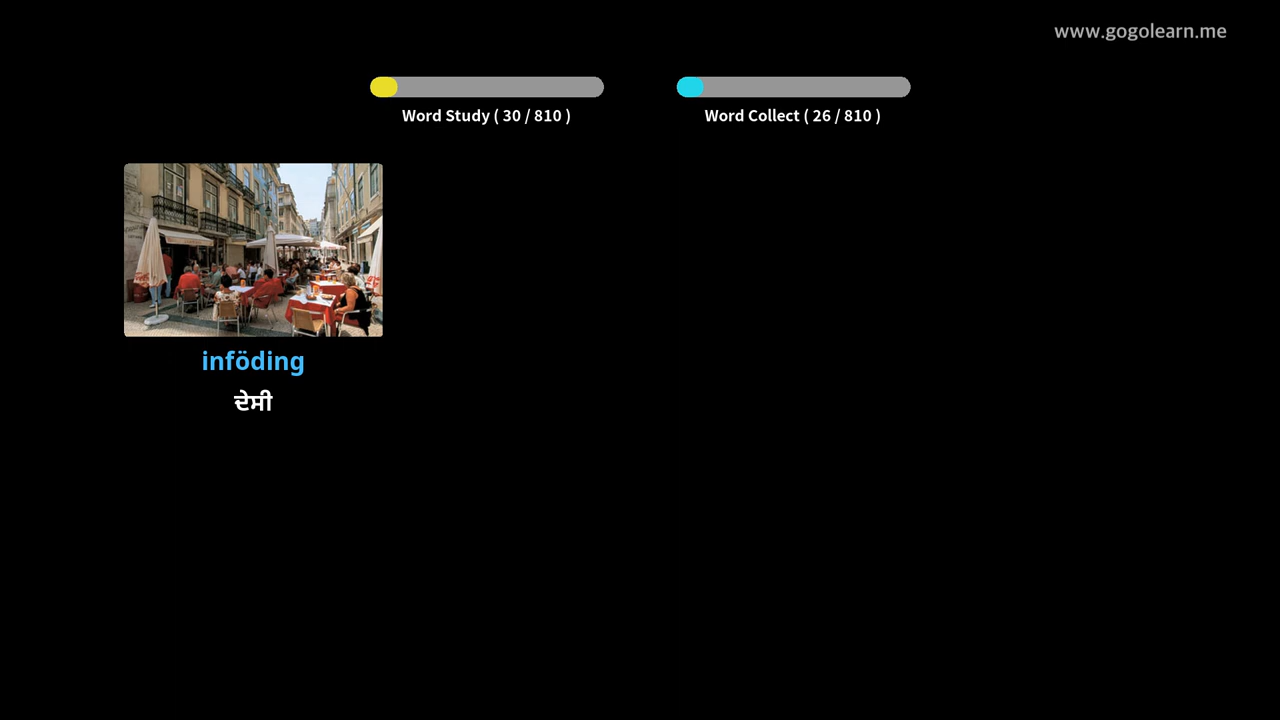 www.gogolearn.me
Word Study ( 30 / 810 )
Word Collect ( 26 / 810 )
inföding
ਦੇਸੀ